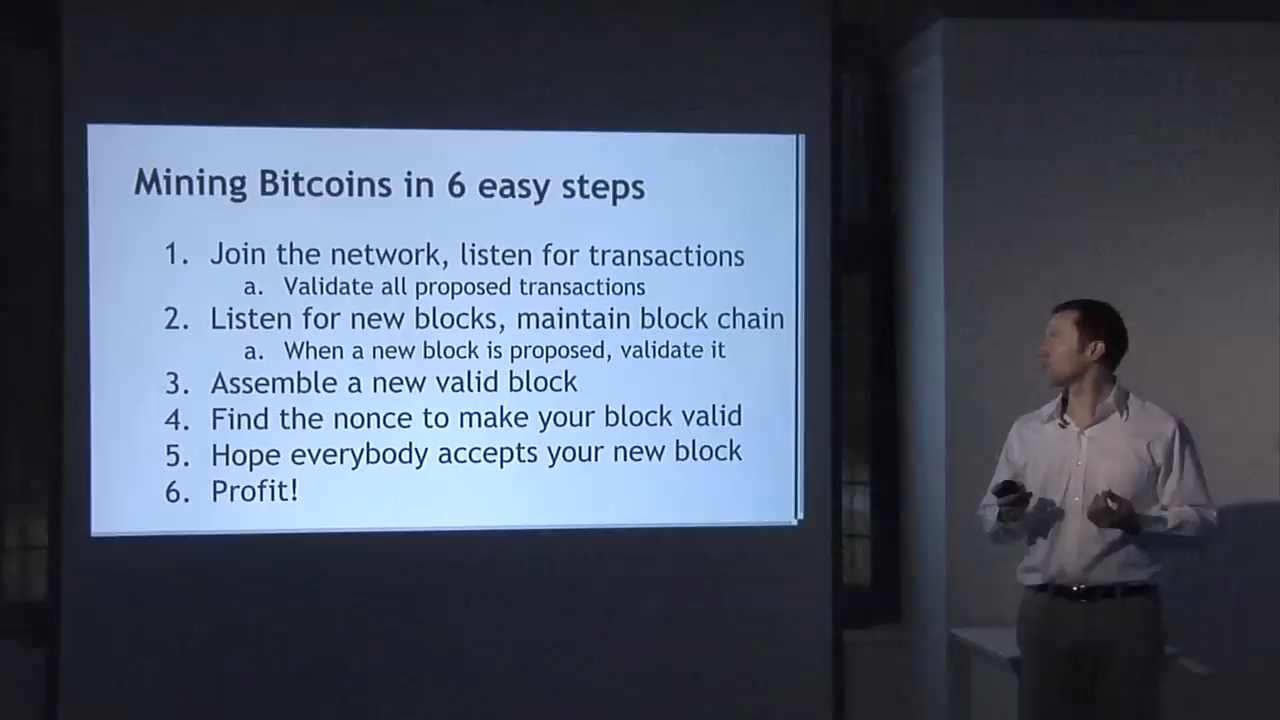 Mining Bitcoins in 6 easy steps
1. Join the network, listen for transactions
a. Validate all proposed transactions
2. Listen for new blocks, maintain block chain
a. When a new block is proposed, validate it
3. Assemble a new valid block
4. Find the nonce to make your block valid
5. Hope everybody accepts your new block
6. Profit!